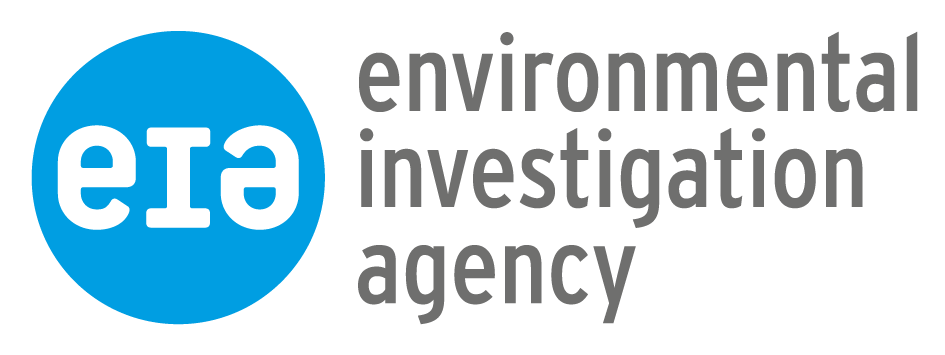 eIa
environmental
investigation
agency